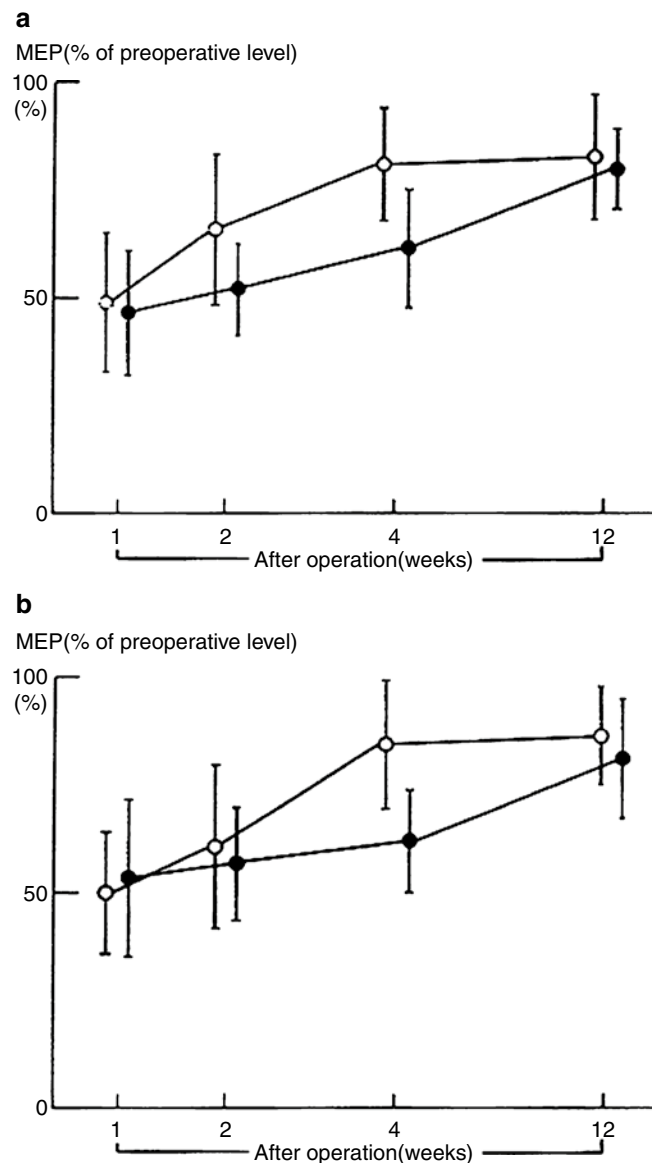 a
MEP(% of preoperative level)
100
(%)
50
0
1 2 4 12
After operation(weeks)
b
MEP(% of preoperative level)
100
(%)
50
0
1 2 4 12
After operation(weeks)